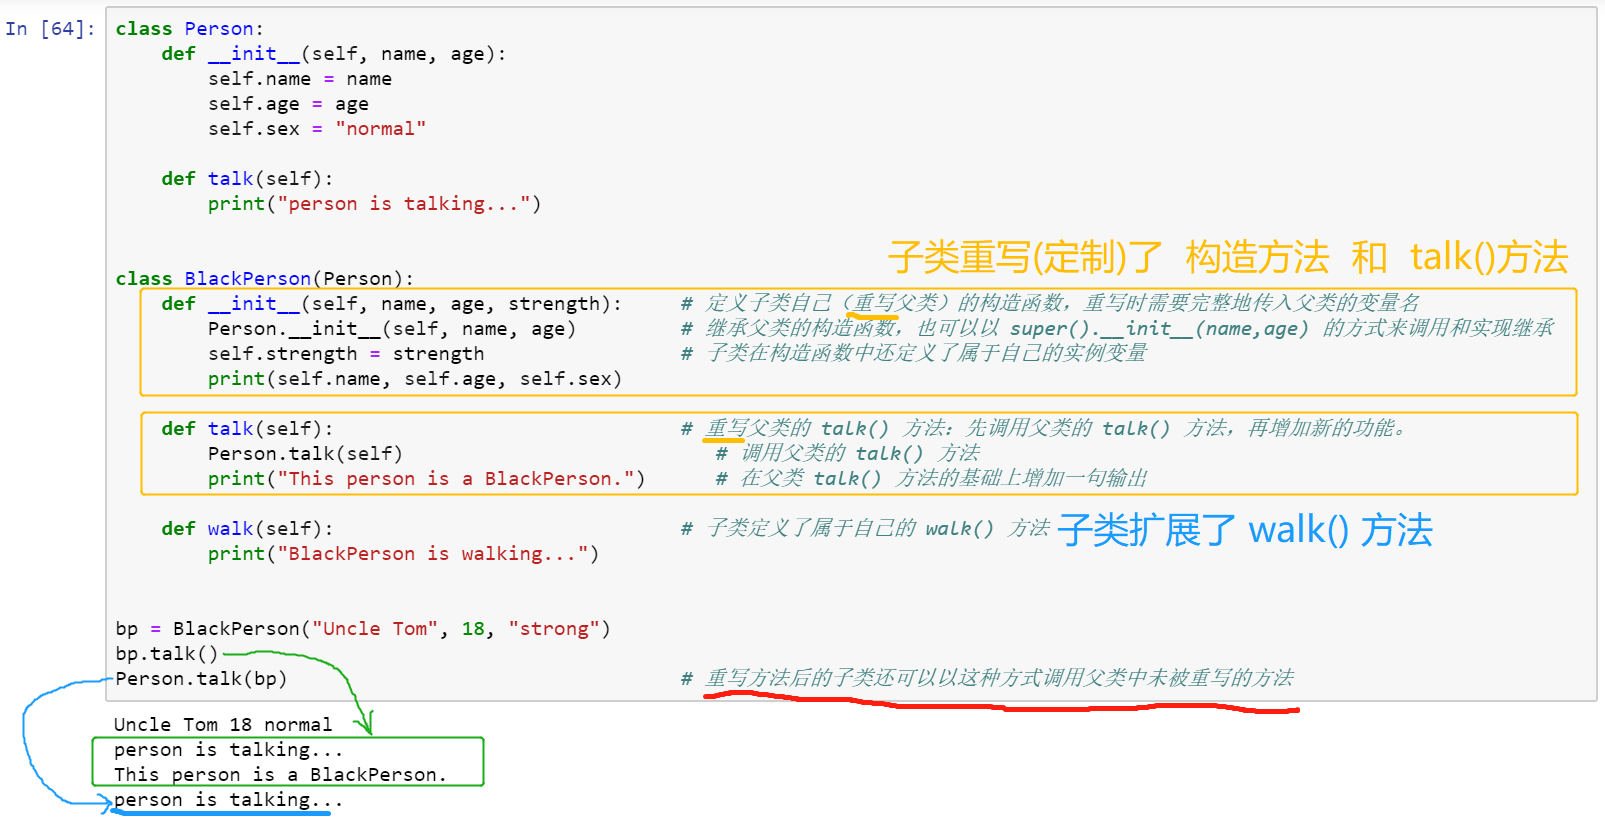 In [64]:
class Person:
    def __init__(self, name, age):
        self.name = name
        self.age = age
        self.sex = "normal"
    def talk(self):
        print("person is talking...")
子类重写(定制)了 构造方法 和 talk()方法
class BlackPerson(Person):
    def __init__(self, name, age, strength): # 定义子类自己（重写父类）的构造函数，重写时需要完整地传入父类的变量名
        Person.__init__(self, name, age) # 继承父类的构造函数，也可以以 super().__init__(name,age) 的方式来调用和实现继承
        self.strength = strength # 子类在构造函数中还定义了属于自己的实例变量
        print(self.name, self.age, self.sex)
    def talk(self): # 重写父类的 talk() 方法：先调用父类的 talk() 方法，再增加新的功能。
        Person.talk(self) # 调用父类的 talk() 方法
        print("This person is a BlackPerson.") # 在父类 talk() 方法的基础上增加一句输出
    def walk(self): # 子类定义了属于自己的 walk() 方法 子类扩展了 walk() 方法
        print("BlackPerson is walking...")
bp = BlackPerson("Uncle Tom", 18, "strong")
bp.talk()
Person.talk(bp) # 重写方法后的子类还可以以这种方式调用父类中未被重写的方法
Uncle Tom 18 normal
person is talking...
This person is a BlackPerson.
person is talking...